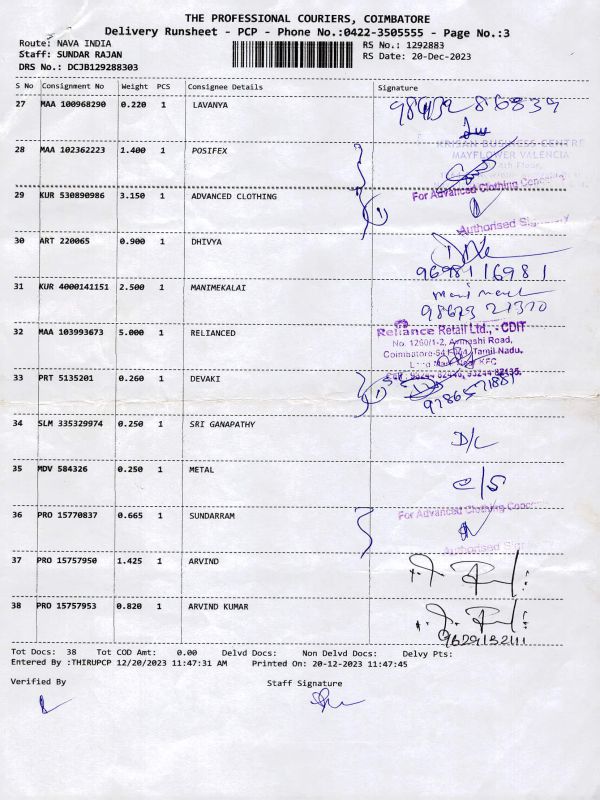 THE PROFESSIONAL COURIERS, COIMBATORE
Delivery Runsheet - PCP - Phone No.:0422-3505555 - Page No.:3
Route: NAVA INDIA
RS No.: 1292883
Staff: SUNDAR RAJAN
RS Date: 20-Dec-2023
DRS No.: DCJB129288303
S No Consignment No Weight PCS Consignee Details Signature
27 MAA 100968290 0.220 1 LAVANYA
28 MAA 102362223 1.400 1 POSIFEX
KRISAN BUSINESS CENTRE
MAYFLOWER VALENCIA
29 KUR 530890986 3.150 1 ADVANCED CLOTHING
For Advanced Clothing
Authorised
30 ART 220065 0.900 1 DHIVYA
9698116981
31 KUR 4000141151 2.500 1 MANIMEKALAI
32 MAA 103993673 5.000 1 RELIANCED
Reliance Retail Ltd., - CDIT
No. 1260/1-2, Avinashi Road,
Tamil Nadu,
33 PRT 5135201 0.260 1 DEVAKI
34 SLM 335329974 0.250 1 SRI GANAPATHY
D/L
35 MDV 584326 0.250 1 METAL
c/s
36 PRO 15770837 0.665 1 SUNDARRAM
For Advanced Clothing
Authorised
37 PRO 15757950 1.425 1 ARVIND
38 PRO 15757953 0.820 1 ARVIND KUMAR
9629132111
Tot Docs: 38 Tot COD Amt: 0.00 Delvd Docs: Non Delvd Docs: Delvy Pts:
Entered By :THIRUPCP 12/20/2023 11:47:31 AM Printed On: 20-12-2023 11:47:45
Verified By Staff Signature